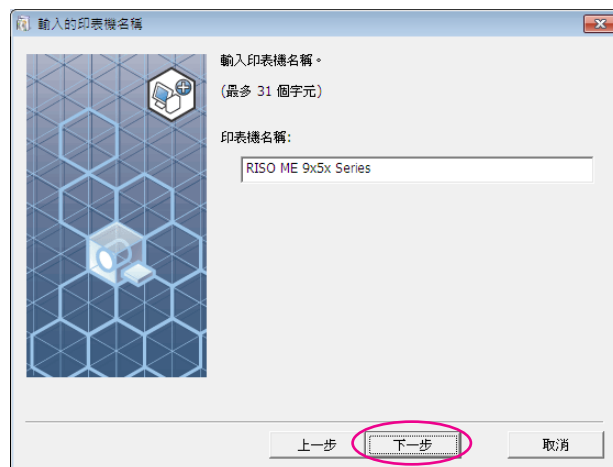 輸入的印表機名稱
輸入印表機名稱。
(最多 31 個字元)
印表機名稱:
RISO ME 9x5x Series
上一步 下一步 取消